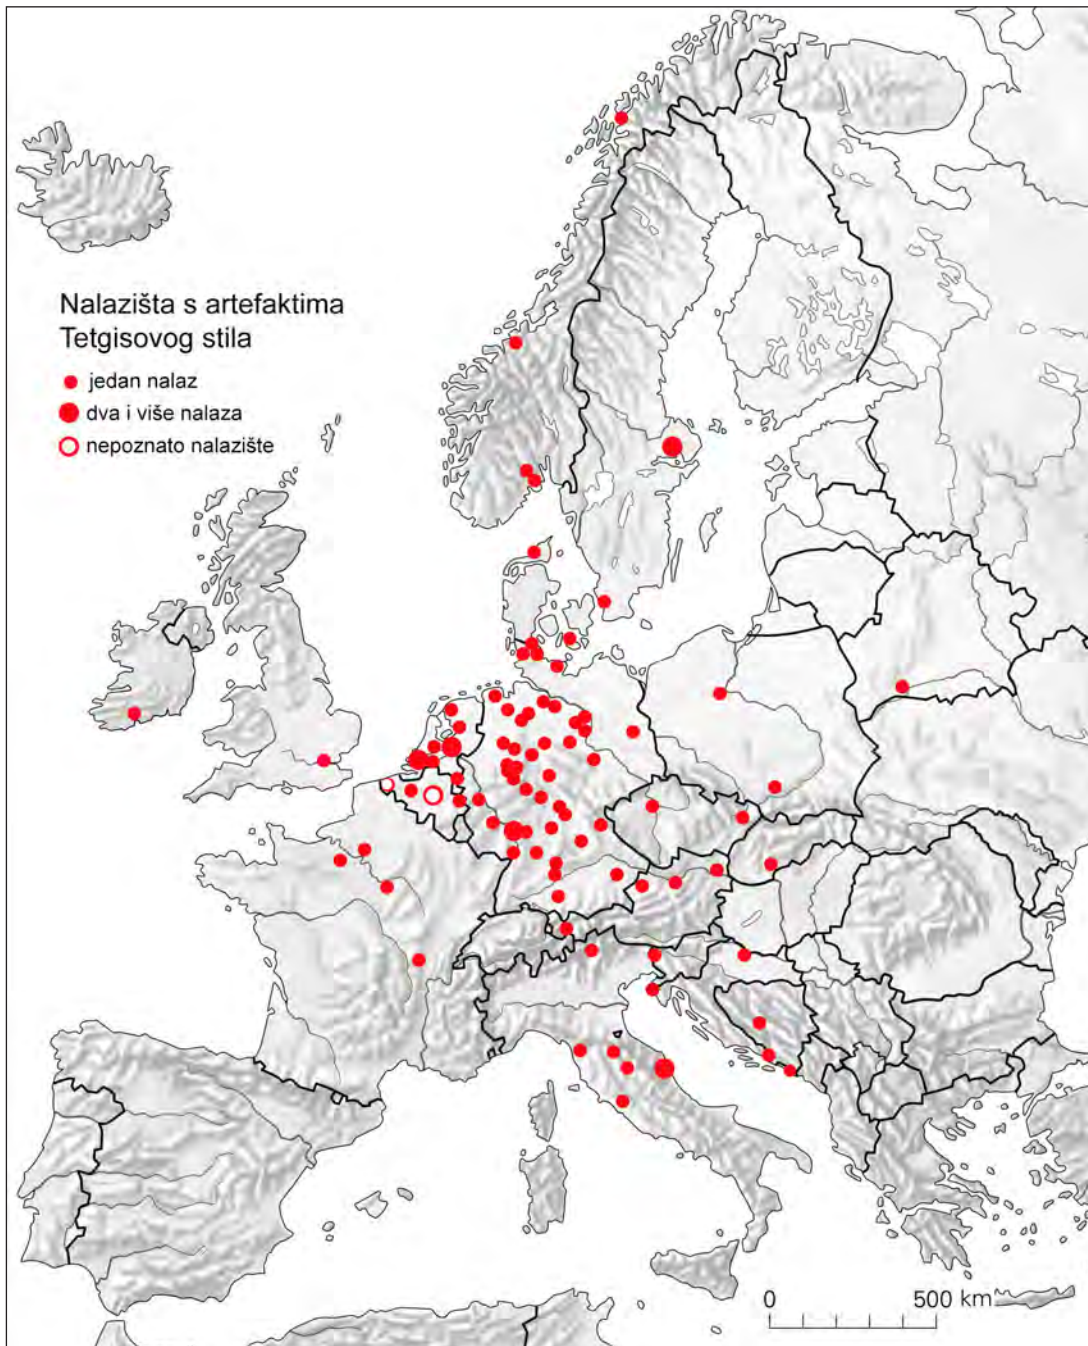 Nalazišta s artefaktima
Tetgisovog stila
jedan nalaz
dva i više nalaza
nepoznato nalazište
0 500 km